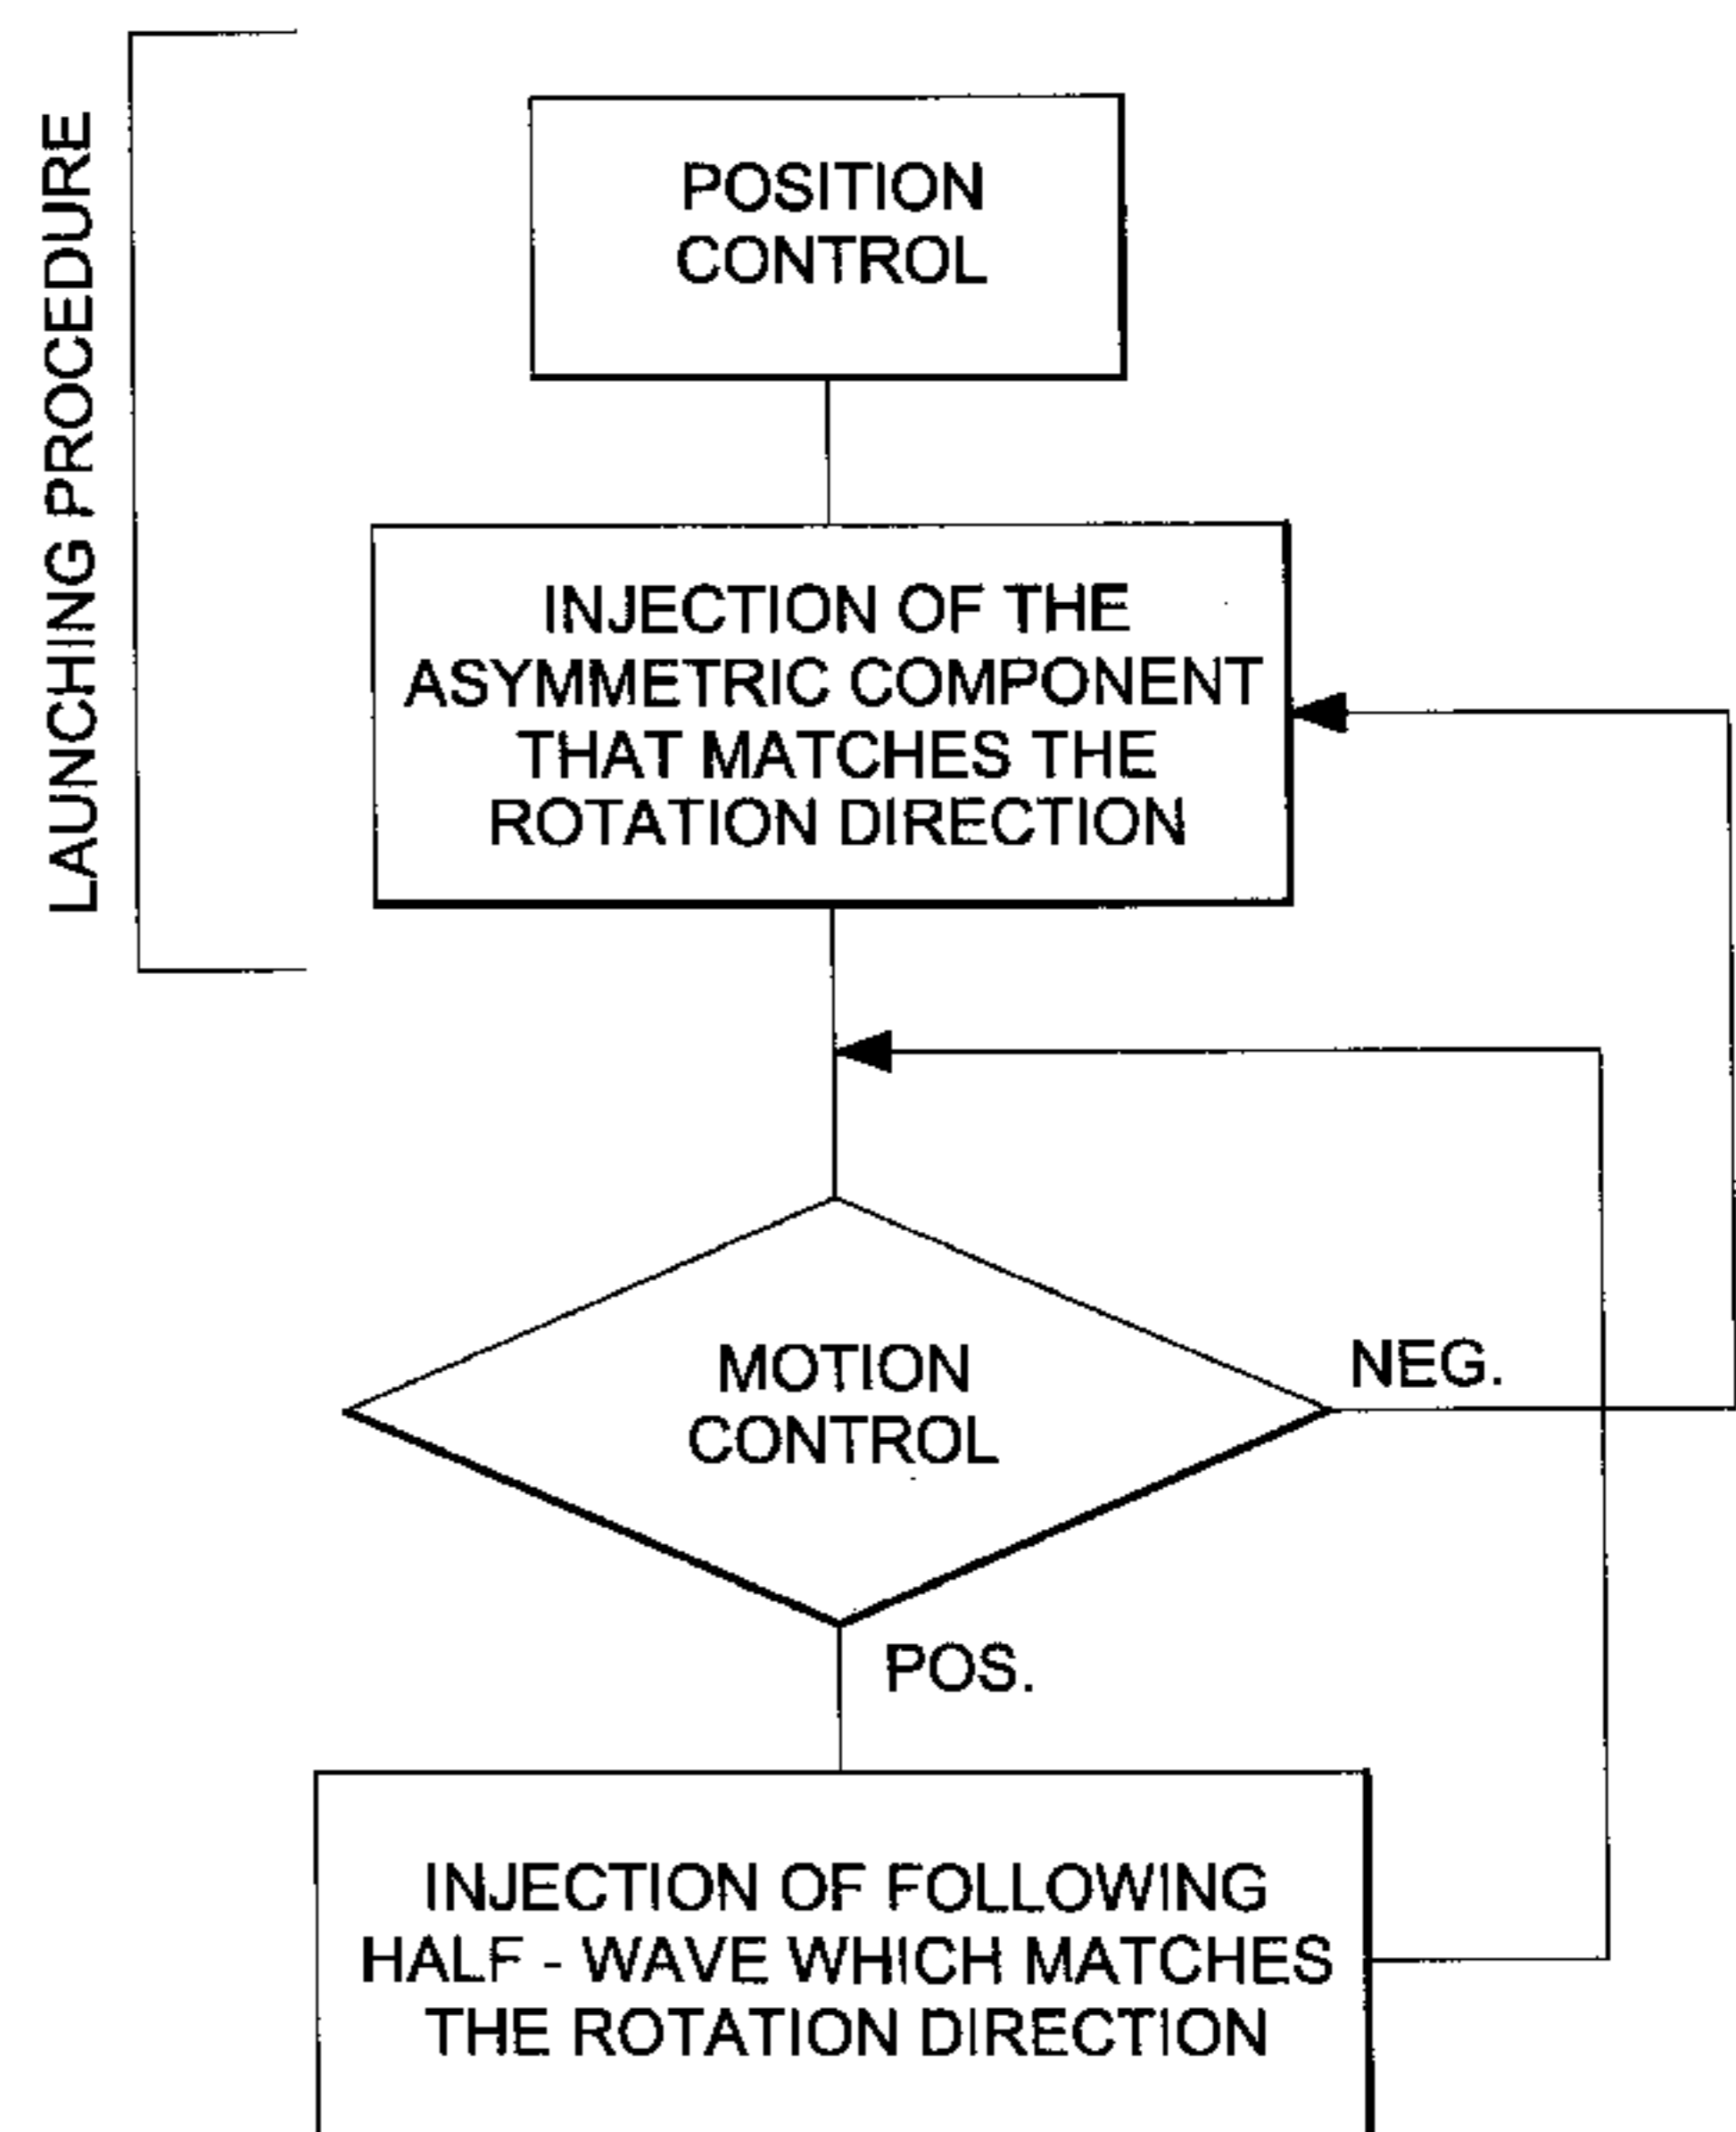 LAUNCHING PROCEDURE
POSITION
CONTROL
INJECTION OF THE
ASYMMETRIC COMPONENT
THAT MATCHES THE
ROTATION DIRECTION
MOTION
CONTROL
NEG.
POS.
INJECTION OF FOLLOWING
HALF - WAVE WHICH MATCHES
THE ROTATION DIRECTION